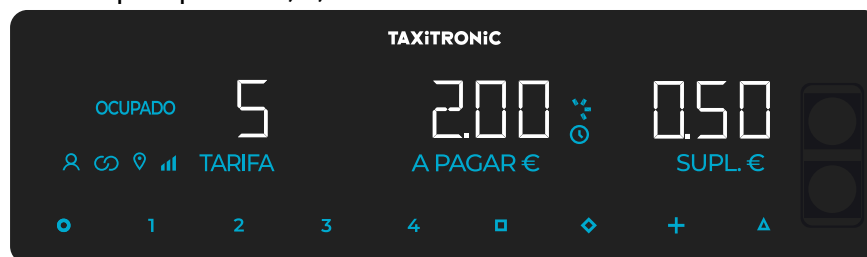 TAXiTRONiC
OCUPADO 5 2.00 0.50
TARIFA A PAGAR € SUPL. €
1 2 3 4